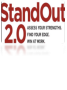 StandOut
2.0
ASSESS YOUR STRENGTHS.
FIND YOUR EDGE.
WIN AT WORK.